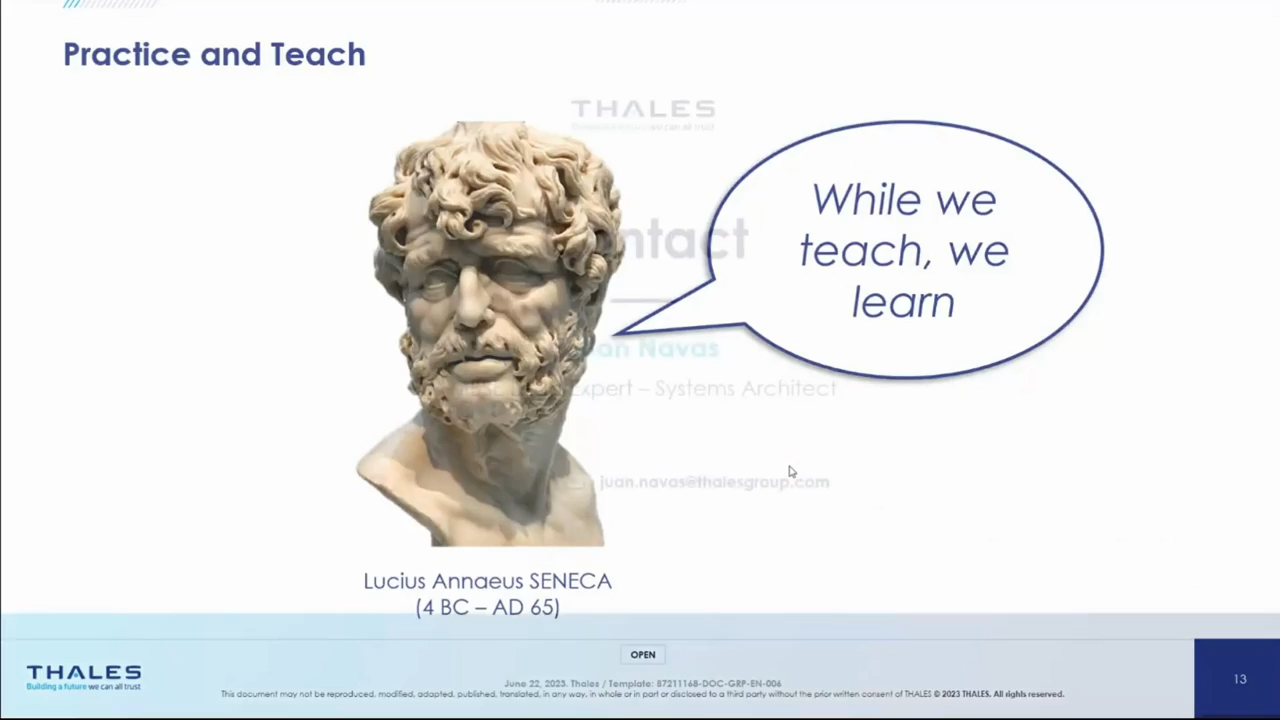 Practice and Teach
THALES
While we
teach, we
learn
ntact
an Navas
xpert – Systems Architect
juan.navas@thalesgroup.com
Lucius Annaeus SENECA
(4 BC – AD 65)
OPEN
THALES
Building a future we can all trust
June 22, 2023. Thales / Template: 87211168-DOC-GRP-EN-006
This document may not be reproduced, modified, adapted, published, translated, in any way, in whole or in part or disclosed to a third party without the prior written consent of THALES © 2023 THALES. All rights reserved.
13